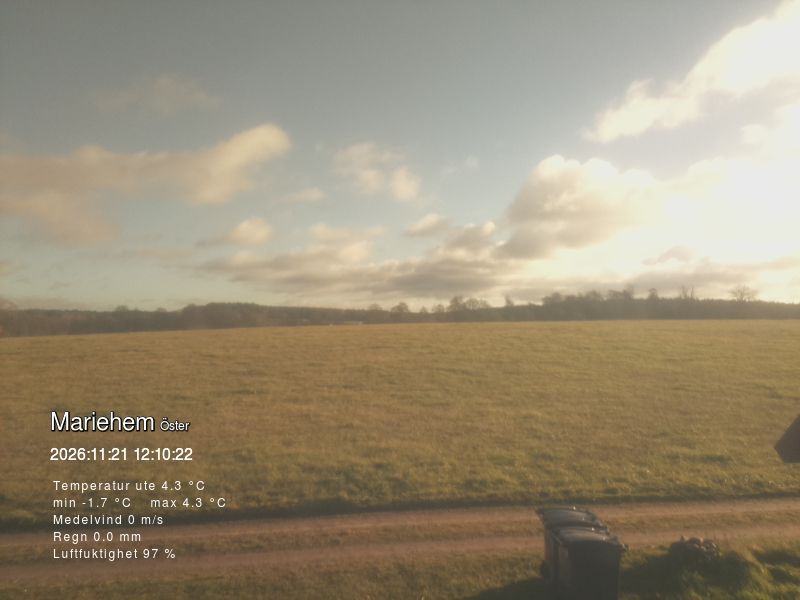 Mariehem Öster
2026:11:21 12:10:22
Temperatur ute 4.3 °C
min -1.7 °C max 4.3 °C
Medelvind 0 m/s
Regn 0.0 mm
Luftfuktighet 97 %